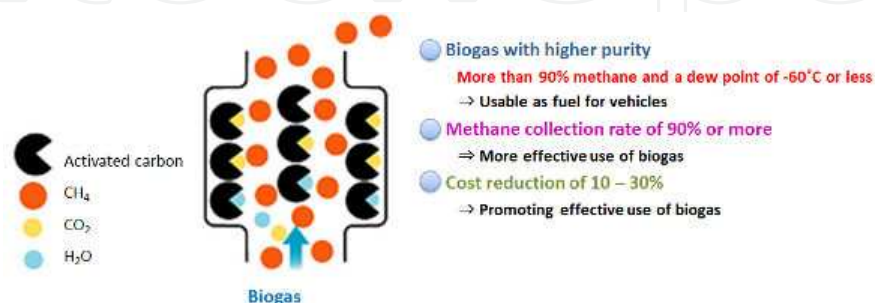 Biogas with higher purity
More than 90% methane and a dew point of -60°C or less
⇒ Usable as fuel for vehicles
Methane collection rate of 90% or more
⇒ More effective use of biogas
Cost reduction of 10 – 30%
⇒ Promoting effective use of biogas
Activated carbon
CH₄
CO₂
H₂O
Biogas